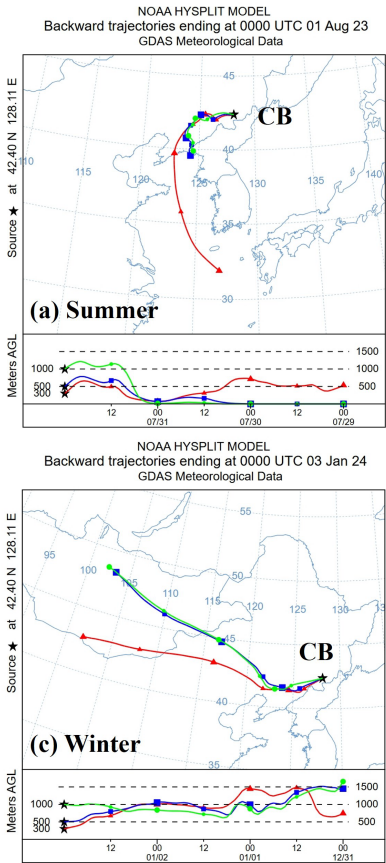 NOAA HYSPLIT MODEL
Backward trajectories ending at 0000 UTC 01 Aug 23
GDAS Meteorological Data
Source ★ at 42.40 N 128.11 E
45
CB
110
115
120
125
40
130
135
140
35
30
(a) Summer
Meters AGL
1500
1000 1000
500 500
300
12 00 12 00 12 00
07/31 07/30 07/29
NOAA HYSPLIT MODEL
Backward trajectories ending at 0000 UTC 03 Jan 24
GDAS Meteorological Data
Source ★ at 42.40 N 128.11 E
55
95
100
105
110
50
115
120
125
130
45
CB
40
35
(c) Winter
Meters AGL
1500
1000 1000
500 500
300
12 00 12 00 12 00
01/02 01/01 12/31